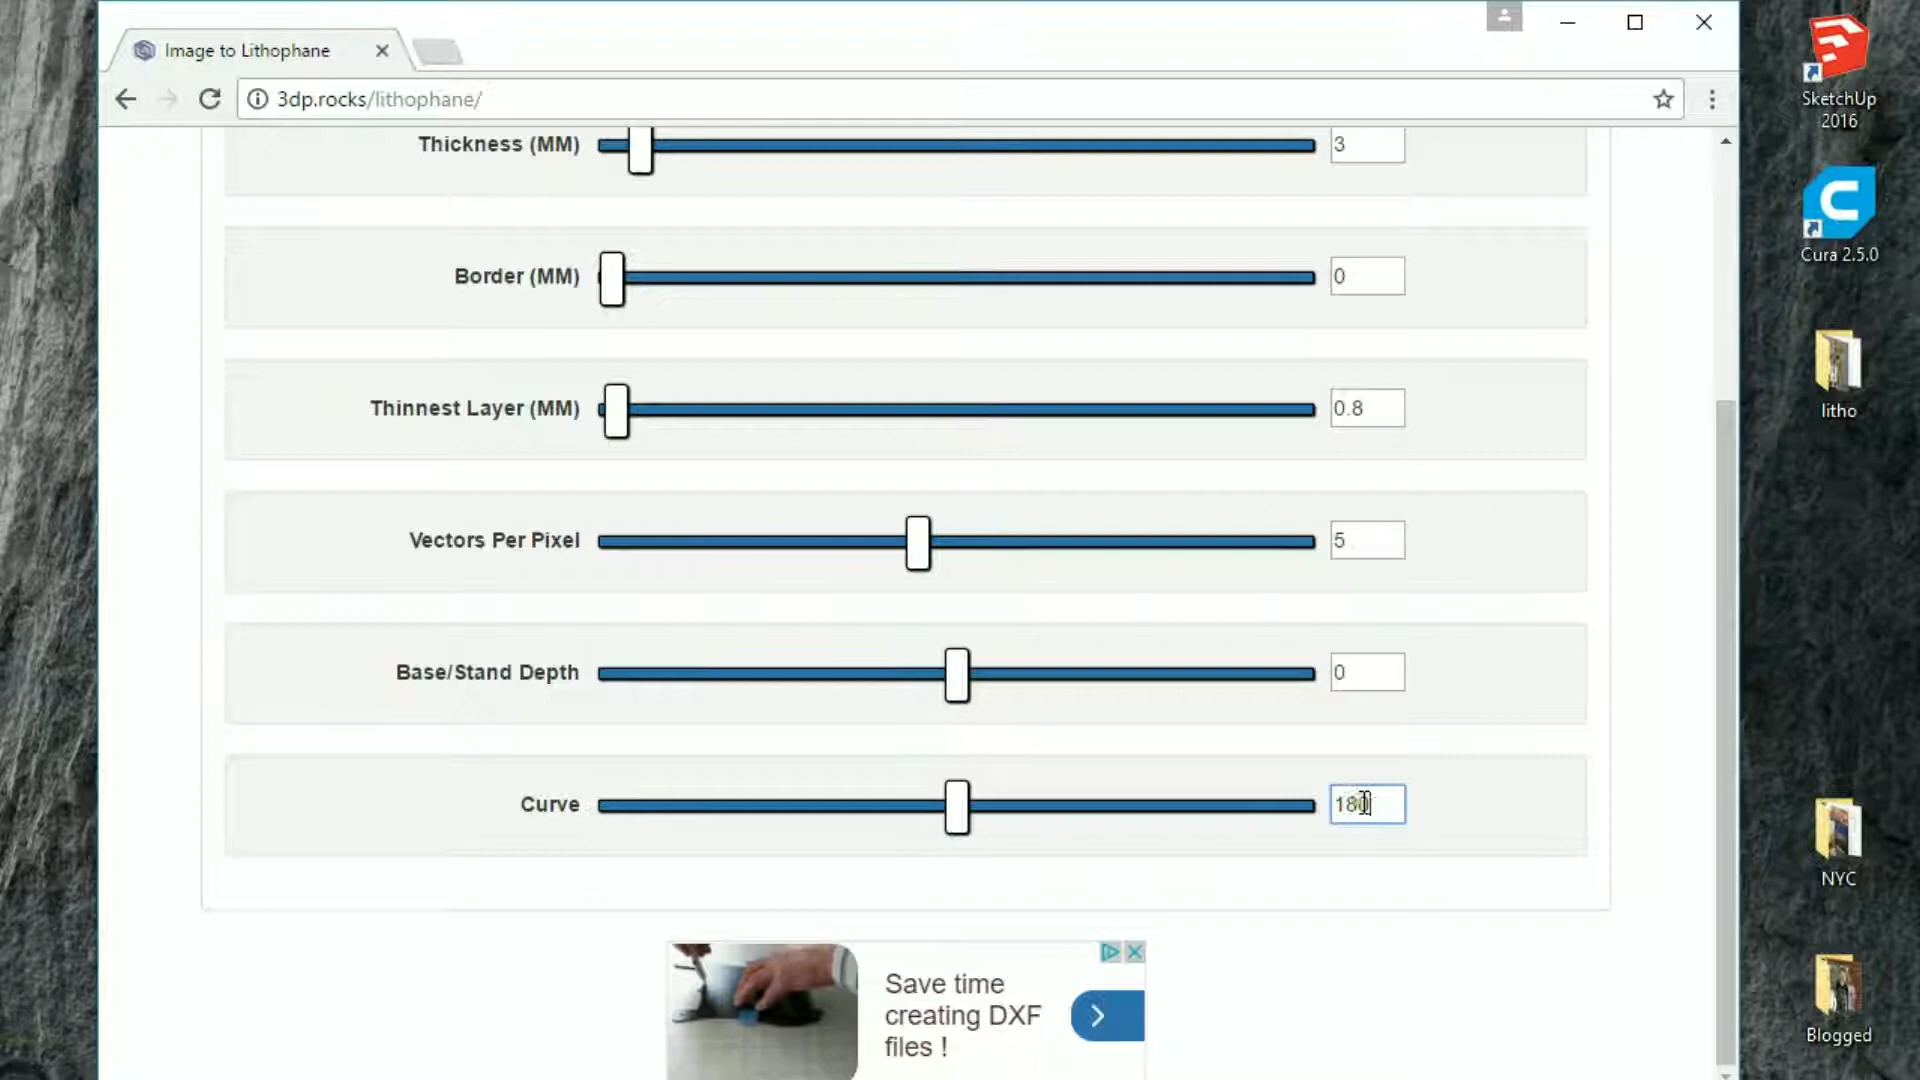 Image to Lithophane
3dp.rocks/lithophane/
Thickness (MM)
3
Border (MM)
0
Thinnest Layer (MM)
0.8
Vectors Per Pixel
5
Base/Stand Depth
0
Curve
180
Save time
creating DXF
files !
SketchUp
2016
Cura 2.5.0
litho
NYC
Blogged